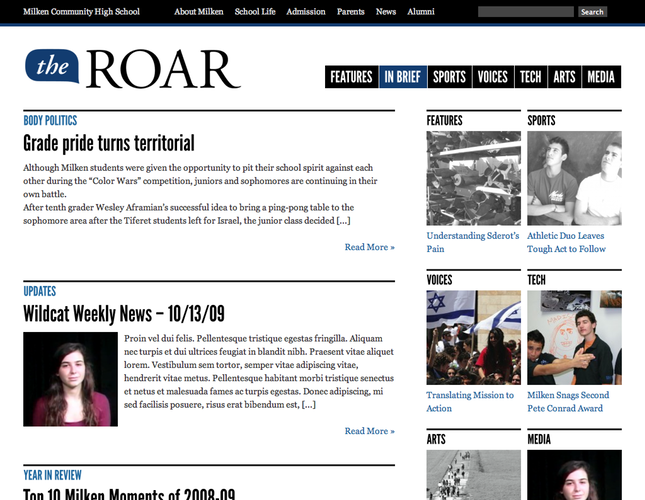 Milken Community High School
About Milken School Life Admission Parents News Alumni
Search
the ROAR
FEATURES IN BRIEF SPORTS VOICES TECH ARTS MEDIA
BODY POLITICS
Grade pride turns territorial
Although Milken students were given the opportunity to pit their school spirit against each
other during the “Color Wars” competition, juniors and sophomores are continuing in their
own battle.
After tenth grader Wesley Aframian’s successful idea to bring a ping-pong table to the
sophomore area after the Tiferet students left for Israel, the junior class decided [...]
Read More »
UPDATES
Wildcat Weekly News – 10/13/09
Proin vel dui felis. Pellentesque tristique egestas fringilla. Aliquam
nec turpis et dui ultrices feugiat in blandit nibh. Praesent vitae aliquet
lorem. Vestibulum sem tortor, semper vitae adipiscing vitae,
hendrerit vitae metus. Pellentesque habitant morbi tristique senectus
et netus et malesuada fames ac turpis egestas. Donec adipiscing, mi
sed facilisis posuere, risus erat bibendum est, [...]
Read More »
YEAR IN REVIEW
Top 10 Milken Moments of 2008-09
FEATURES
Understanding Sderot's
Pain
SPORTS
Athletic Duo Leaves
Tough Act to Follow
VOICES
Translating Mission to
Action
TECH
Milken Snags Second
Pete Conrad Award
ARTS
MEDIA